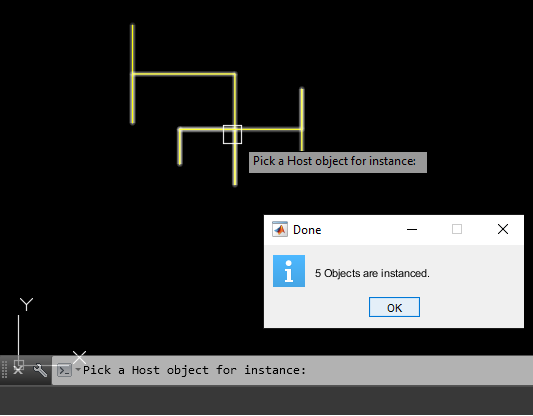 Pick a Host object for instance:
Done
5 Objects are instanced.
OK
Y
X
Pick a Host object for instance: